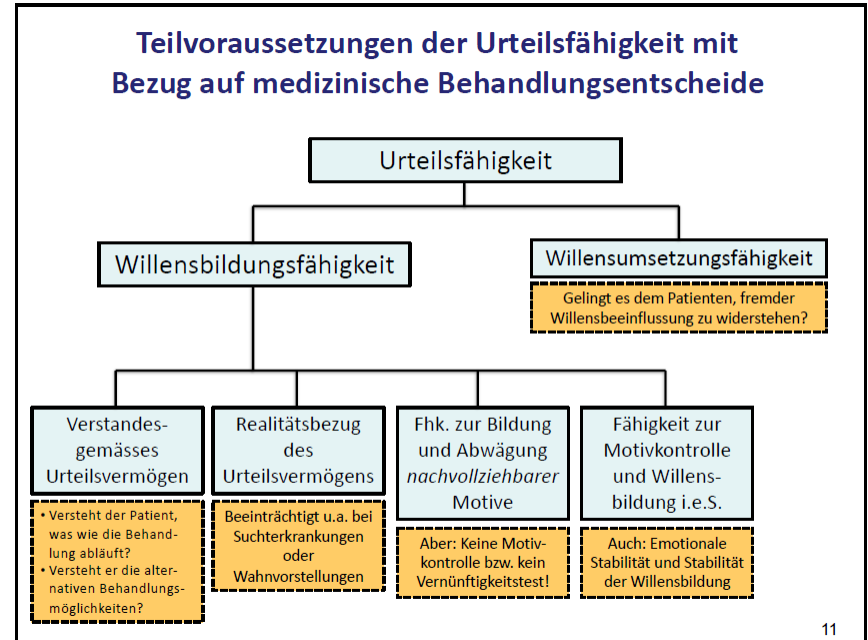 Teilvoraussetzungen der Urteilsfähigkeit mit
Bezug auf medizinische Behandlungsentscheide
Urteilsfähigkeit
Willensbildungsfähigkeit
Willensumsetzungsfähigkeit
Gelingt es dem Patienten, fremder
Willensbeeinflussung zu widerstehen?
Verstandes-
gemässes
Urteilsvermögen
• Versteht der Patient,
was wie die Behand-
lung abläuft?
• Versteht er die alter-
nativen Behandlungs-
möglichkeiten?
Realitätsbezug
des
Urteilsvermögens
Beeinträchtigt u.a. bei
Suchterkrankungen
oder
Wahnvorstellungen
Fhk. zur Bildung
und Abwägung
nachvollziehbarer
Motive
Aber: Keine Motiv-
kontrolle bzw. kein
Vernünftigkeitstest!
Fähigkeit zur
Motivkontrolle
und Willens-
bildung i.e.S.
Auch: Emotionale
Stabilität und Stabilität
der Willensbildung
11